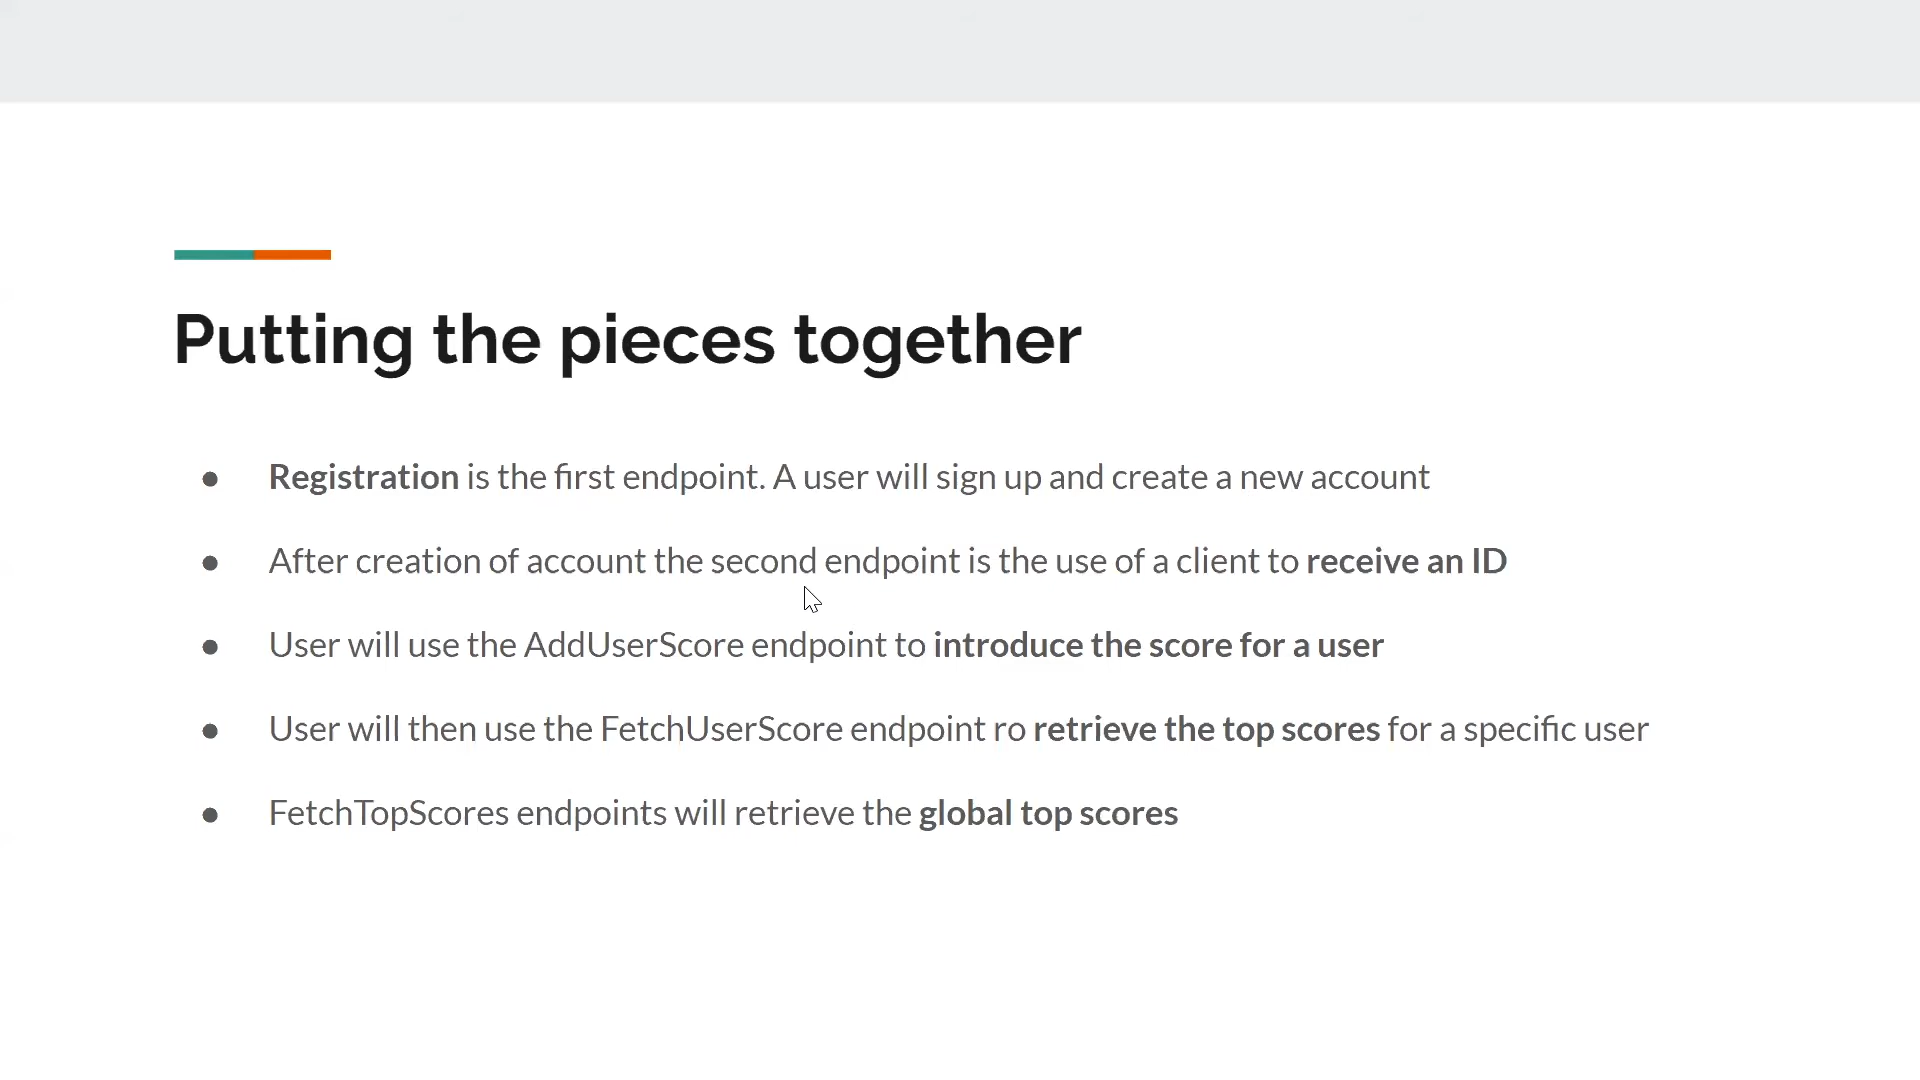 Putting the pieces together
● Registration is the first endpoint. A user will sign up and create a new account
● After creation of account the second endpoint is the use of a client to receive an ID
● User will use the AddUserScore endpoint to introduce the score for a user
● User will then use the FetchUserScore endpoint ro retrieve the top scores for a specific user
● FetchTopScores endpoints will retrieve the global top scores